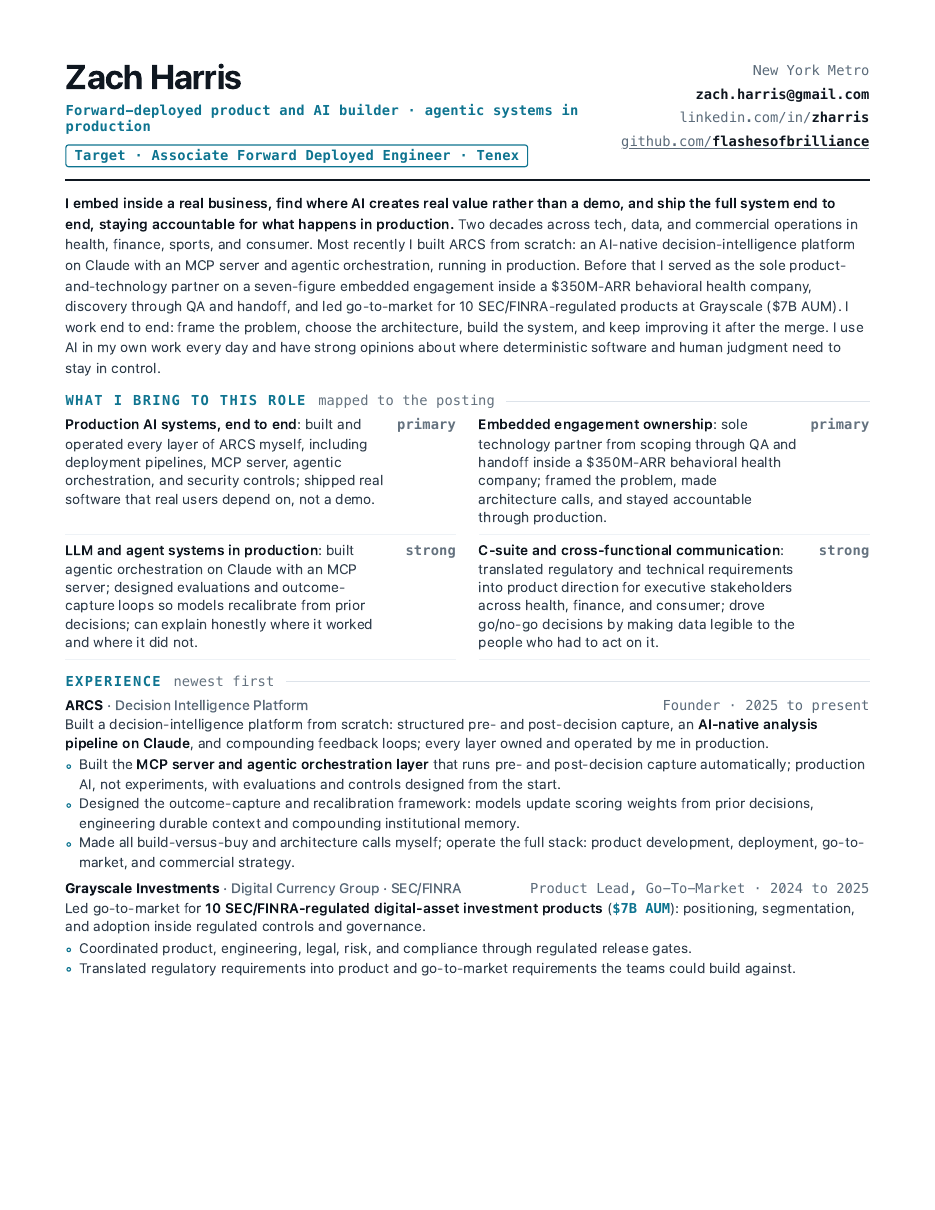 Zach Harris
Forward-deployed product and AI builder · agentic systems in
production
Target · Associate Forward Deployed Engineer · Tenex
New York Metro
zach.harris@gmail.com
linkedin.com/in/zharris
github.com/flashesofbrilliance
I embed inside a real business, find where AI creates real value rather than a demo, and ship the full system end to
end, staying accountable for what happens in production. Two decades across tech, data, and commercial operations in
health, finance, sports, and consumer. Most recently I built ARCS from scratch: an AI-native decision-intelligence platform
on Claude with an MCP server and agentic orchestration, running in production. Before that I served as the sole product-
and-technology partner on a seven-figure embedded engagement inside a $350M-ARR behavioral health company,
discovery through QA and handoff, and led go-to-market for 10 SEC/FINRA-regulated products at Grayscale ($7B AUM). I
work end to end: frame the problem, choose the architecture, build the system, and keep improving it after the merge. I use
AI in my own work every day and have strong opinions about where deterministic software and human judgment need to
stay in control.
WHAT I BRING TO THIS ROLE mapped to the posting
Production AI systems, end to end: built and primary
operated every layer of ARCS myself, including
deployment pipelines, MCP server, agentic
orchestration, and security controls; shipped real
software that real users depend on, not a demo.
Embedded engagement ownership: sole primary
technology partner from scoping through QA and
handoff inside a $350M-ARR behavioral health
company; framed the problem, made
architecture calls, and stayed accountable
through production.
LLM and agent systems in production: built strong
agentic orchestration on Claude with an MCP
server; designed evaluations and outcome-
capture loops so models recalibrate from prior
decisions; can explain honestly where it worked
and where it did not.
C-suite and cross-functional communication: strong
translated regulatory and technical requirements
into product direction for executive stakeholders
across health, finance, and consumer; drove
go/no-go decisions by making data legible to the
people who had to act on it.
EXPERIENCE newest first
ARCS · Decision Intelligence Platform Founder · 2025 to present
Built a decision-intelligence platform from scratch: structured pre- and post-decision capture, an AI-native analysis
pipeline on Claude, and compounding feedback loops; every layer owned and operated by me in production.
Built the MCP server and agentic orchestration layer that runs pre- and post-decision capture automatically; production
AI, not experiments, with evaluations and controls designed from the start.
Designed the outcome-capture and recalibration framework: models update scoring weights from prior decisions,
engineering durable context and compounding institutional memory.
Made all build-versus-buy and architecture calls myself; operate the full stack: product development, deployment, go-to-
market, and commercial strategy.
Grayscale Investments · Digital Currency Group · SEC/FINRA Product Lead, Go-To-Market · 2024 to 2025
Led go-to-market for 10 SEC/FINRA-regulated digital-asset investment products ($7B AUM): positioning, segmentation,
and adoption inside regulated controls and governance.
Coordinated product, engineering, legal, risk, and compliance through regulated release gates.
Translated regulatory requirements into product and go-to-market requirements the teams could build against.